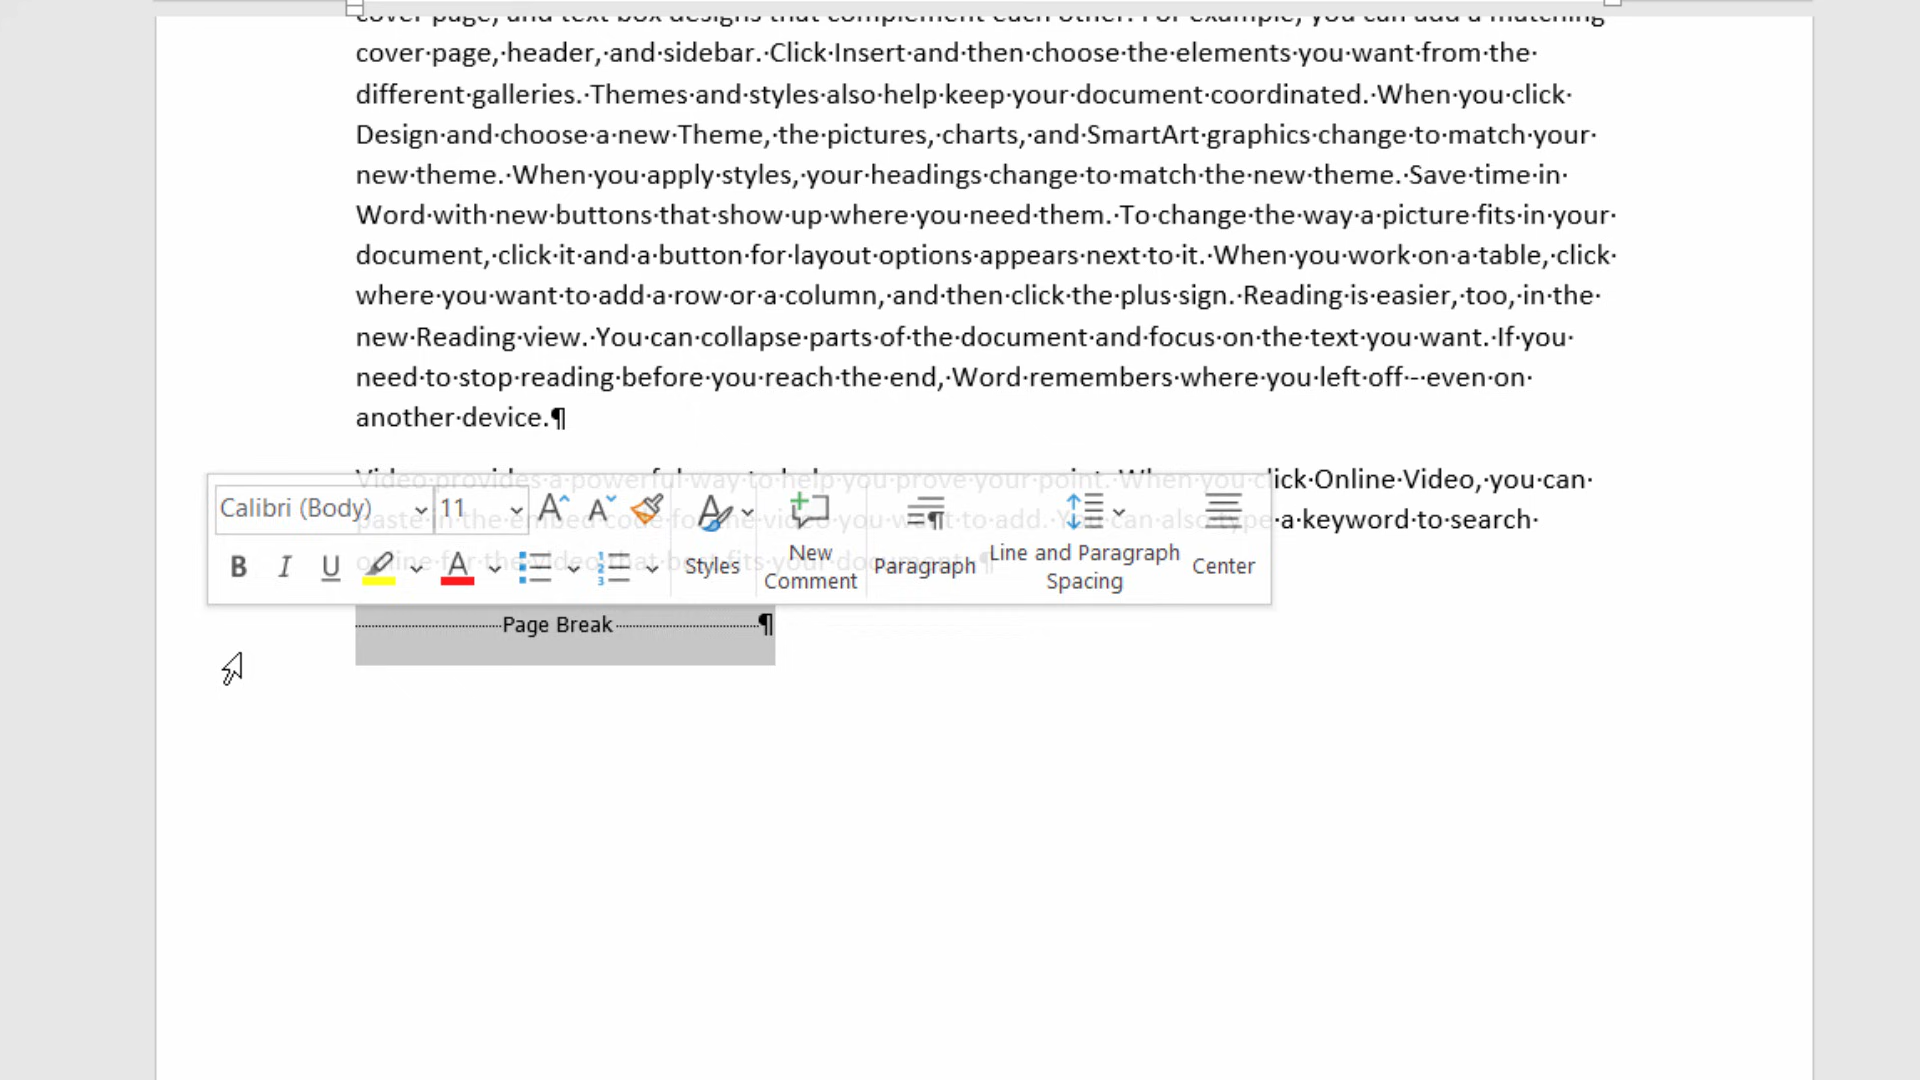 cover page, and text box designs that complement each other. For example, you can add a matching
cover·page,·header,·and·sidebar.·Click·Insert·and·then·choose·the·elements·you·want·from·the·
different·galleries.·Themes·and·styles·also·help·keep·your·document·coordinated.·When·you·click·
Design·and·choose·a·new·Theme,·the·pictures,·charts,·and·SmartArt·graphics·change·to·match·your·
new·theme.·When·you·apply·styles,·your·headings·change·to·match·the·new·theme.·Save·time·in·
Word·with·new·buttons·that·show·up·where·you·need·them.·To·change·the·way·a·picture·fits·in·your·
document,·click·it·and·a·button·for·layout·options·appears·next·to·it.·When·you·work·on·a·table,·click·
where·you·want·to·add·a·row·or·a·column,·and·then·click·the·plus·sign.·Reading·is·easier,·too,·in·the·
new·Reading·view.·You·can·collapse·parts·of·the·document·and·focus·on·the·text·you·want.·If·you·
need·to·stop·reading·before·you·reach·the·end,·Word·remembers·where·you·left·off·-·even·on·
another·device.¶
Video·provides·a·powerful·way·to·help·you·prove·your·point.·When·you·click·Online·Video,·you·can·
paste·in·the·embed·code·for·the·video·you·want·to·add.·You·can·also·type·a·keyword·to·search·
online·for·the·video·that·best·fits·your·document.¶
Calibri (Body) 11
B I U A Styles New Comment Paragraph Line and Paragraph Spacing Center
Page Break ¶